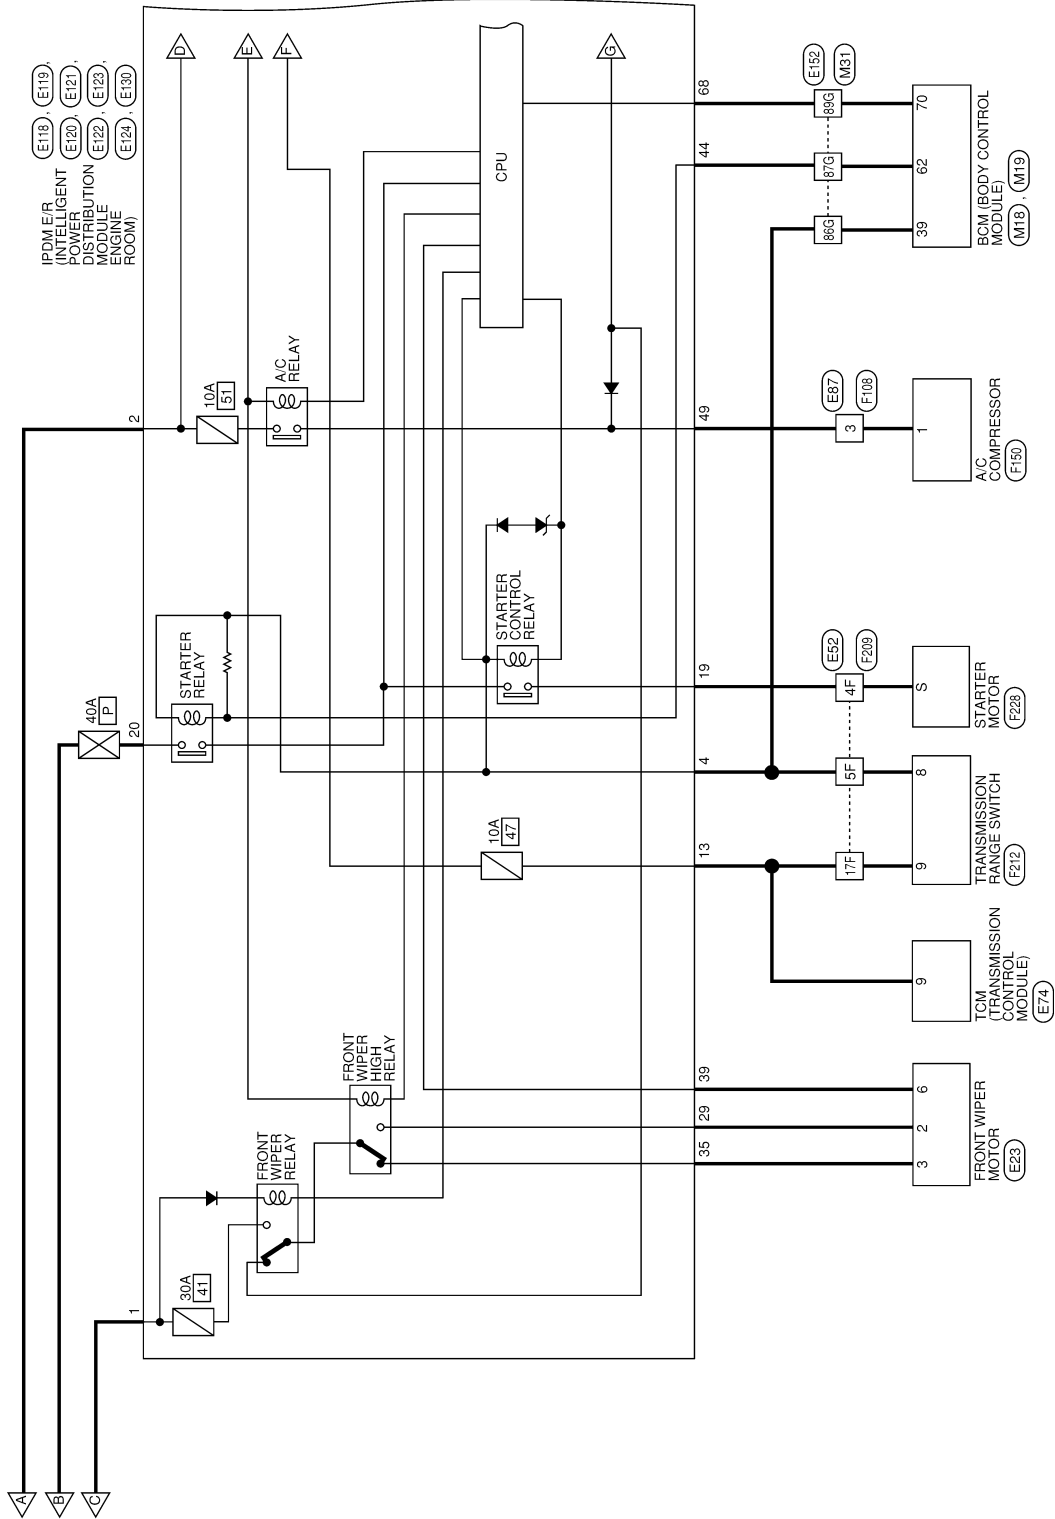 IPDM E/R
(INTELLIGENT
POWER
DISTRIBUTION
MODULE
ENGINE
ROOM)
E118 , E119 ,
E120 , E121 ,
E122 , E123 ,
E124 , E130
D
E
F
G
CPU
68
44
E152
M31
89G
87G
86G
70
62
39
BCM (BODY CONTROL
MODULE)
M18 , M19
2
10A
51
A/C
RELAY
49
E87
F108
3
1
A/C
COMPRESSOR
F150
40A
P
20
STARTER
RELAY
STARTER
CONTROL
RELAY
19
E52
F209
4F
S
STARTER
MOTOR
F228
4
5F
8
10A
47
13
17F
9
TRANSMISSION
RANGE SWITCH
F212
9
TCM
(TRANSMISSION
CONTROL
MODULE)
E74
FRONT
WIPER
HIGH
RELAY
FRONT
WIPER
RELAY
39
29
35
6
2
3
FRONT WIPER
MOTOR
E23
1
30A
41
A
B
C